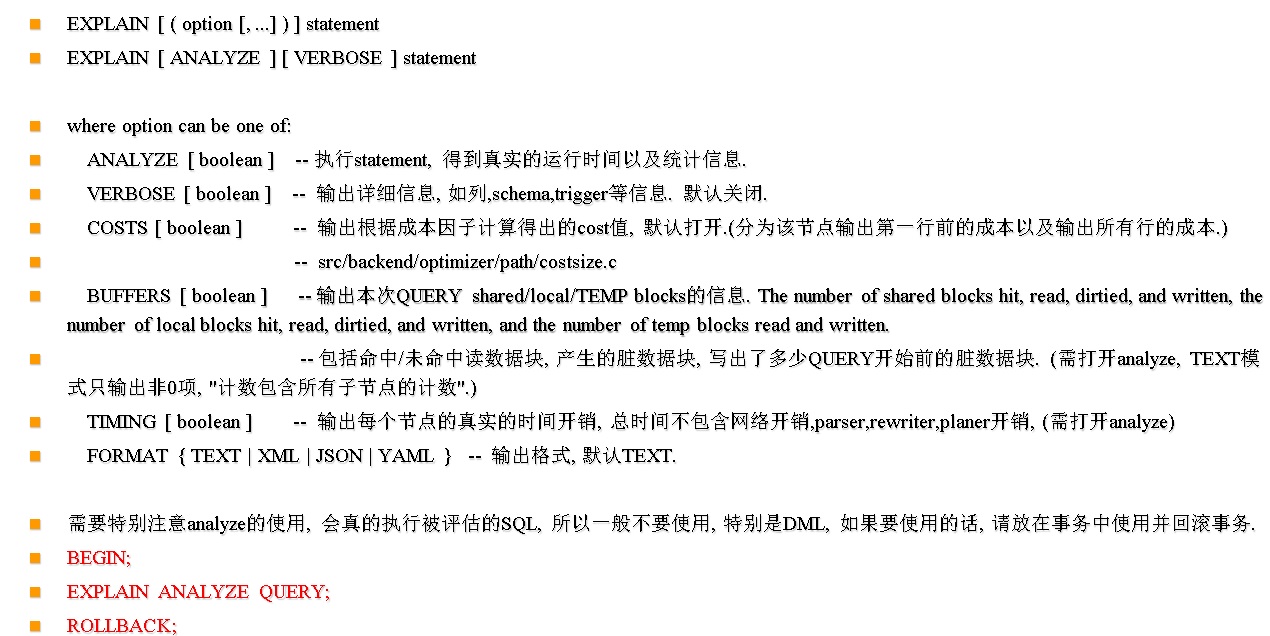 EXPLAIN [ ( option [, ...] ) ] statement
EXPLAIN [ ANALYZE ] [ VERBOSE ] statement
where option can be one of:
ANALYZE [ boolean ] -- 执行statement, 得到真实的运行时间以及统计信息.
VERBOSE [ boolean ] -- 输出详细信息, 如列,schema,trigger等信息. 默认关闭.
COSTS [ boolean ] -- 输出根据成本因子计算得出的cost值, 默认打开.(分为该节点输出第一行前的成本以及输出所有行的成本.)
-- src/backend/optimizer/path/costsize.c
BUFFERS [ boolean ] -- 输出本次QUERY shared/local/TEMP blocks的信息. The number of shared blocks hit, read, dirtied, and written, the
number of local blocks hit, read, dirtied, and written, and the number of temp blocks read and written.
-- 包括命中/未命中读数据块, 产生的脏数据块, 写出了多少QUERY开始前的脏数据块. (需打开analyze, TEXT模
式只输出非0项, "计数包含所有子节点的计数".)
TIMING [ boolean ] -- 输出每个节点的真实的时间开销, 总时间不包含网络开销,parser,rewriter,planer开销, (需打开analyze)
FORMAT { TEXT | XML | JSON | YAML } -- 输出格式, 默认TEXT.
需要特别注意analyze的使用, 会真的执行被评估的SQL, 所以一般不要使用, 特别是DML, 如果要使用的话, 请放在事务中使用并回滚事务.
BEGIN;
EXPLAIN ANALYZE QUERY;
ROLLBACK;